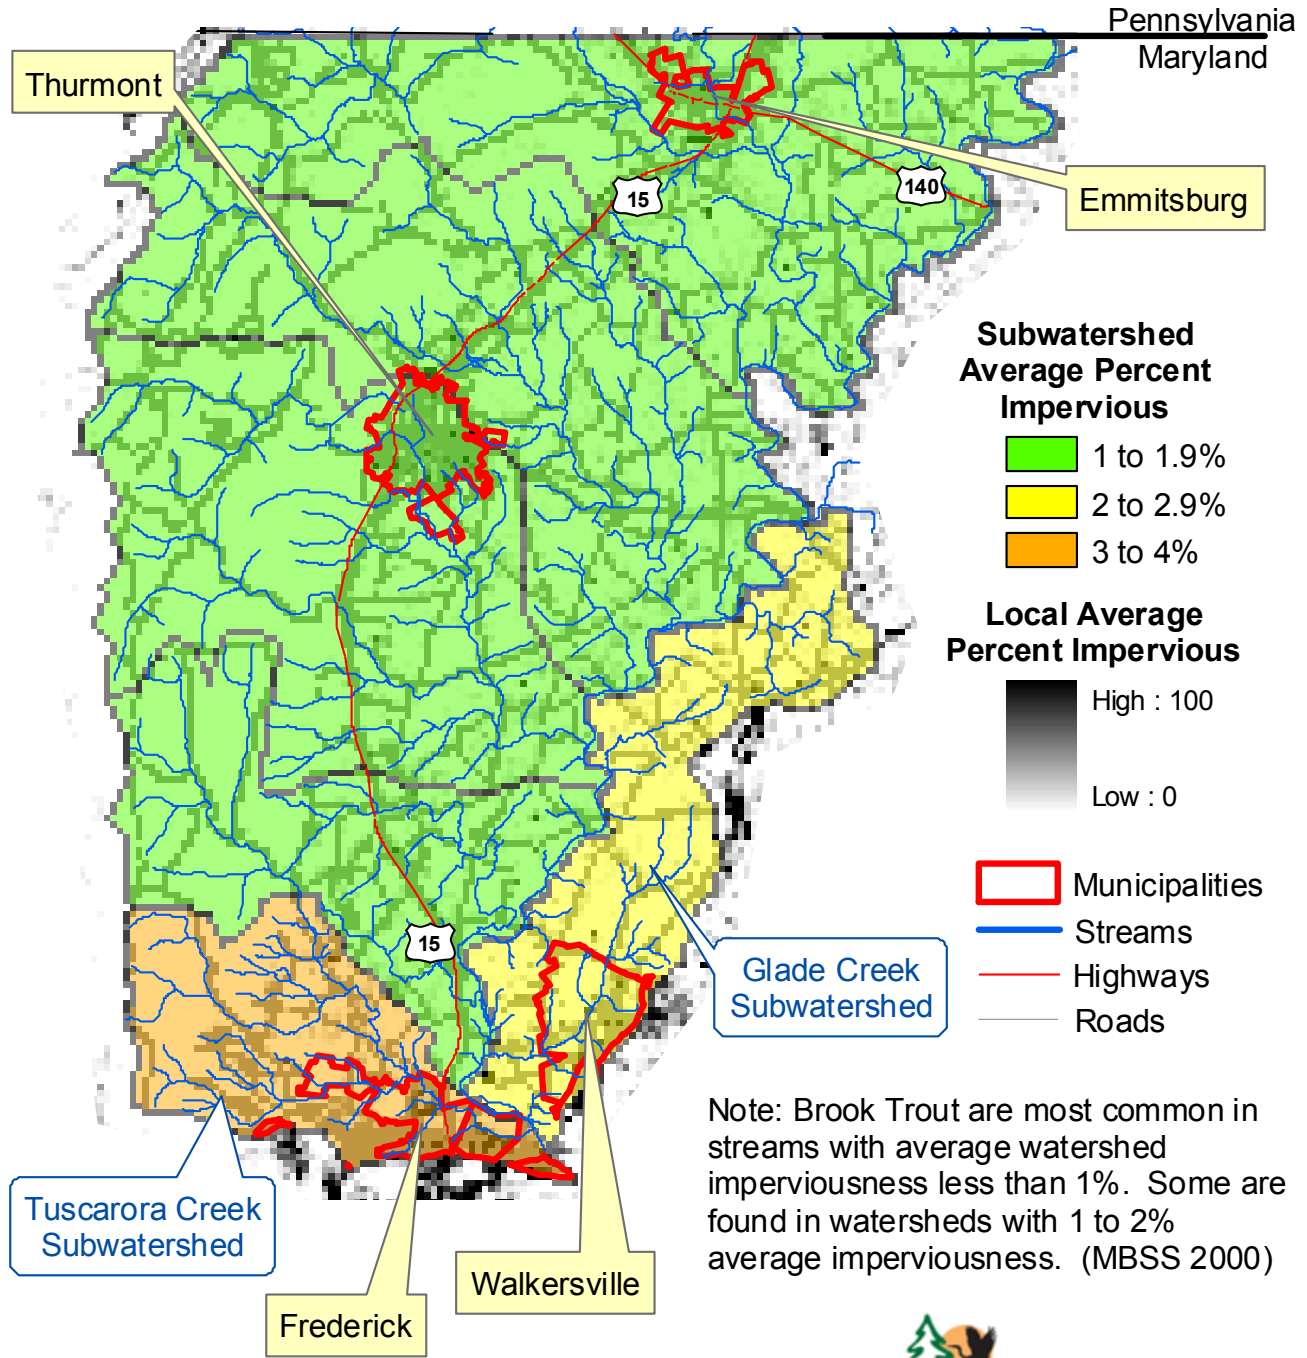 Pennsylvania
Maryland
Thurmont
15
140
Emmitsburg
Subwatershed
Average Percent
Impervious
1 to 1.9%
2 to 2.9%
3 to 4%
Local Average
Percent Impervious
High : 100
Low : 0
Municipalities
Streams
Highways
Roads
15
Glade Creek
Subwatershed
Note: Brook Trout are most common in
streams with average watershed
imperviousness less than 1%. Some are
found in watersheds with 1 to 2%
average imperviousness. (MBSS 2000)
Tuscarora Creek
Subwatershed
Walkersville
Frederick